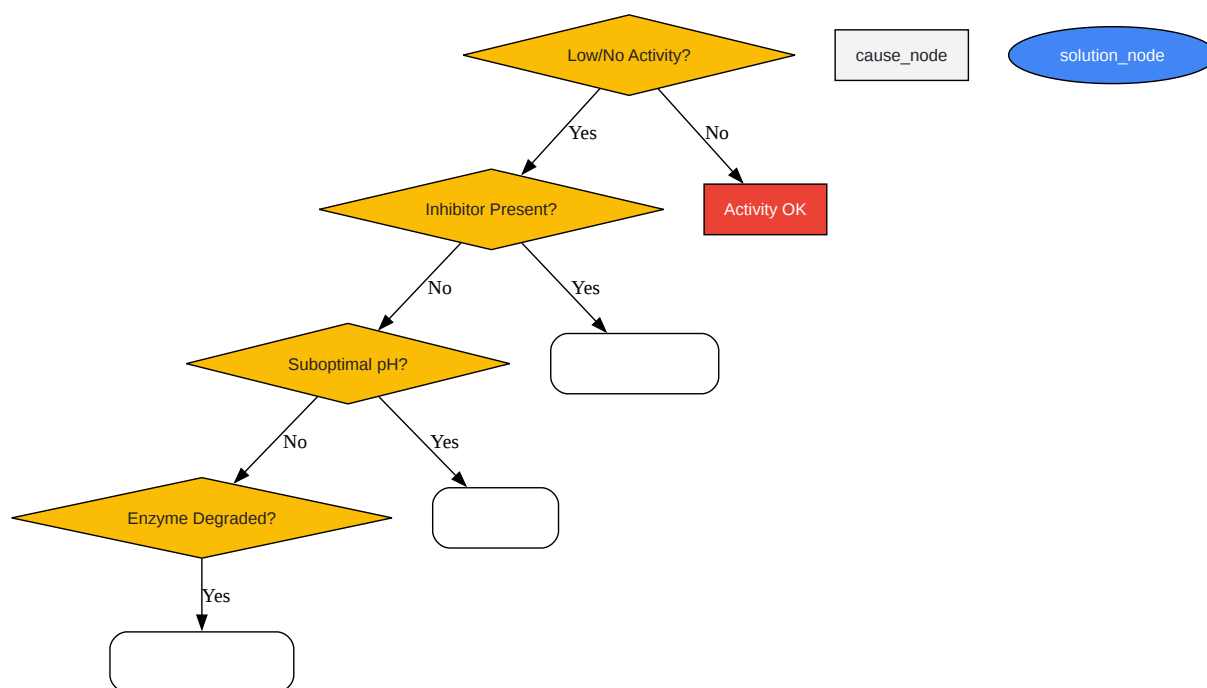 Low/No Activity?
cause_node
solution_node
Yes
No
Inhibitor Present?
Activity OK
No
Yes
Suboptimal pH?
No
Yes
Enzyme Degraded?
Yes